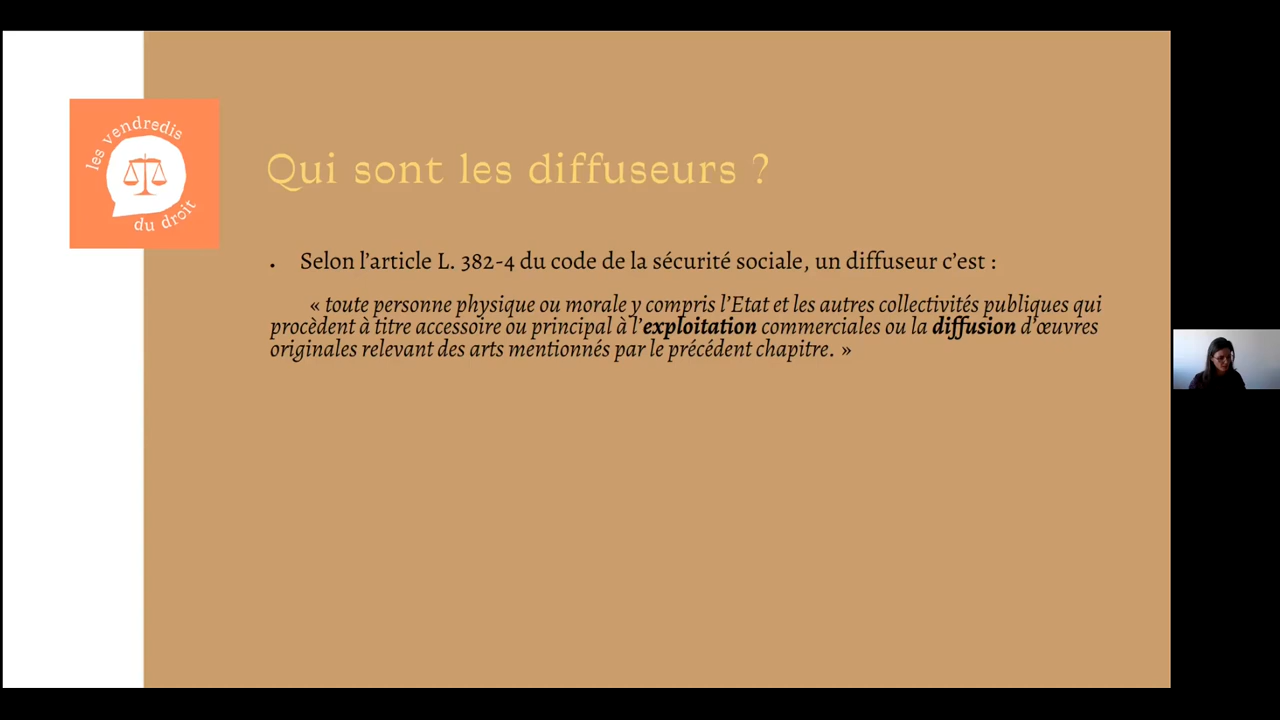 les vendredis
du droit
Qui sont les diffuseurs ?
• Selon l’article L. 382-4 du code de la sécurité sociale, un diffuseur c’est :
« toute personne physique ou morale y compris l’Etat et les autres collectivités publiques qui
procèdent à titre accessoire ou principal à l’exploitation commerciales ou la diffusion d’œuvres
originales relevant des arts mentionnés par le précédent chapitre. »